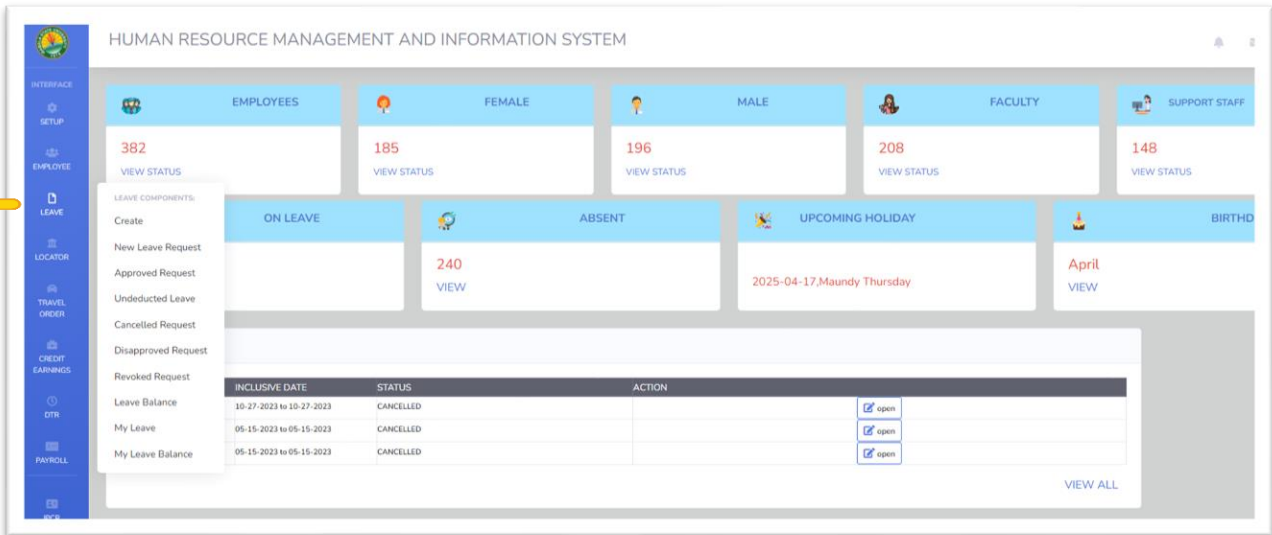 HUMAN RESOURCE MANAGEMENT AND INFORMATION SYSTEM
INTERFACE
SETUP
EMPLOYEE
LEAVE
LOCATOR
TRAVEL
ORDER
CREDIT
EARNINGS
DTR
PAYROLL
IPCR
EMPLOYEES
382
VIEW STATUS
FEMALE
185
VIEW STATUS
MALE
196
VIEW STATUS
FACULTY
208
VIEW STATUS
SUPPORT STAFF
148
VIEW STATUS
LEAVE COMPONENTS:
Create
New Leave Request
Approved Request
Undeducted Leave
Cancelled Request
Disapproved Request
Revoked Request
Leave Balance
My Leave
My Leave Balance
ON LEAVE
ABSENT
240
VIEW
UPCOMING HOLIDAY
2025-04-17,Maundy Thursday
BIRTHD
April
VIEW
INCLUSIVE DATE STATUS ACTION
10-27-2023 to 10-27-2023 CANCELLED open
05-15-2023 to 05-15-2023 CANCELLED open
05-15-2023 to 05-15-2023 CANCELLED open
VIEW ALL